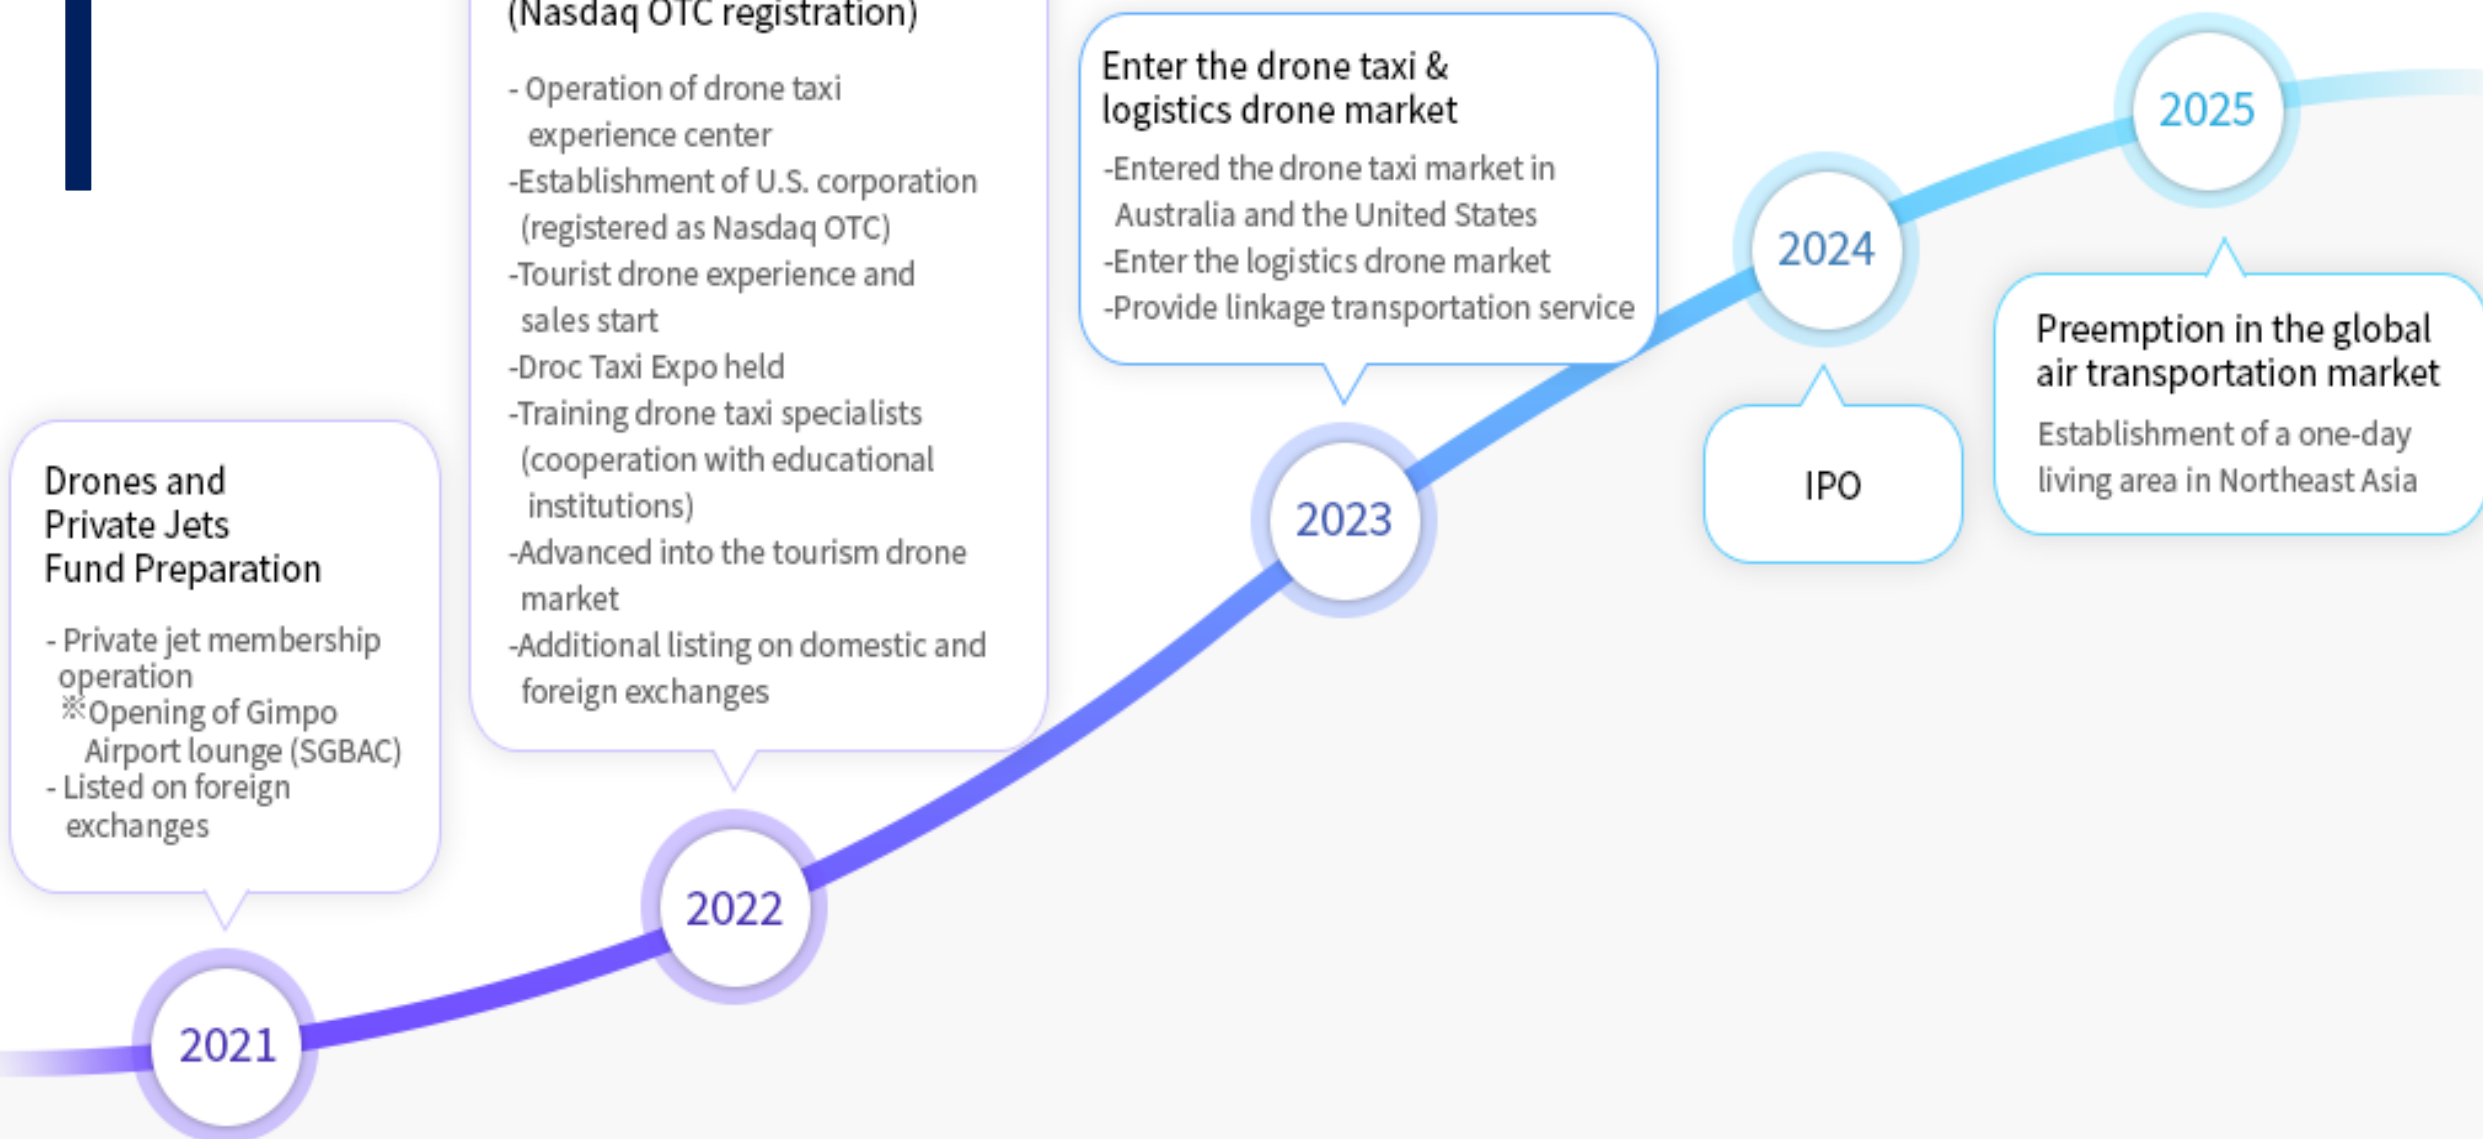 (Nasdaq OTC registration)
- Operation of drone taxi
experience center
-Establishment of U.S. corporation
(registered as Nasdaq OTC)
-Tourist drone experience and
sales start
-Droc Taxi Expo held
-Training drone taxi specialists
(cooperation with educational
institutions)
-Advanced into the tourism drone
market
-Additional listing on domestic and
foreign exchanges
Enter the drone taxi &
logistics drone market
-Entered the drone taxi market in
Australia and the United States
-Enter the logistics drone market
-Provide linkage transportation service
Drones and
Private Jets
Fund Preparation
- Private jet membership
operation
※Opening of Gimpo
Airport lounge (SGBAC)
- Listed on foreign
exchanges
2021
2022
2023
2024
2025
IPO
Preemption in the global
air transportation market
Establishment of a one-day
living area in Northeast Asia